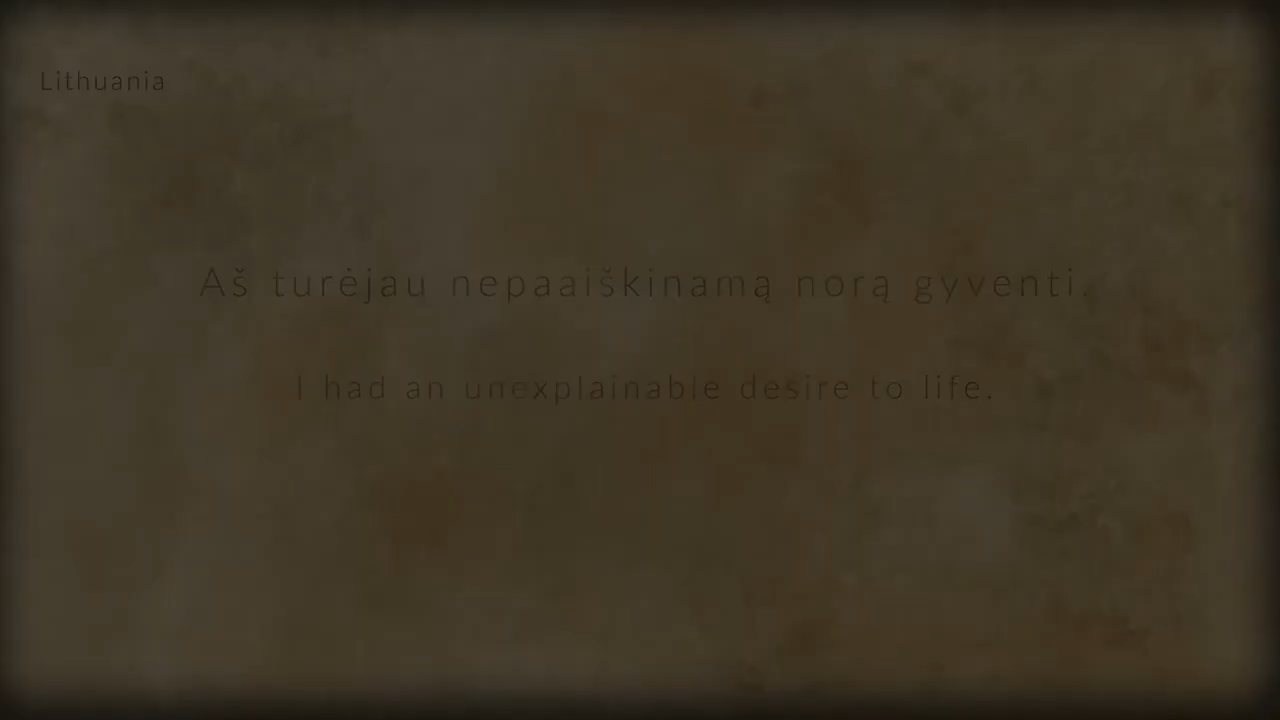 Lithuania
Aš turėjau nepaaiškinamą norą gyventi.
I had an unexplainable desire to life.